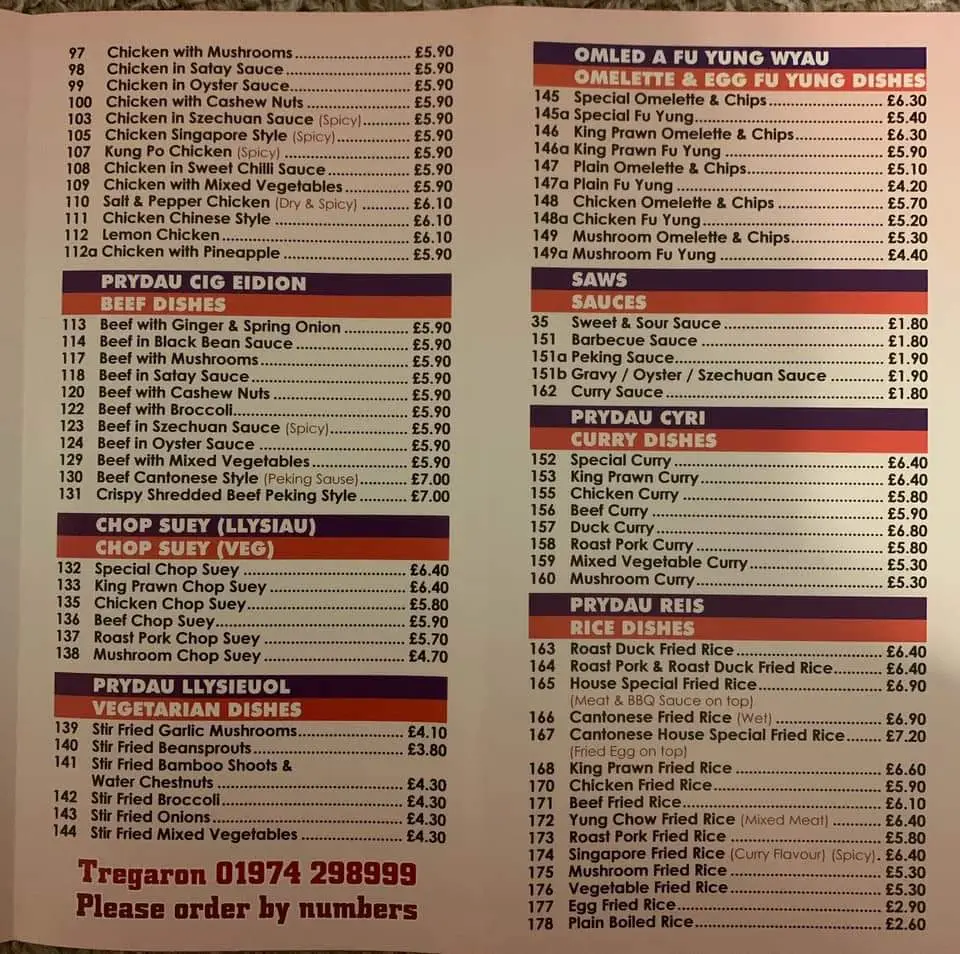 97 Chicken with Mushrooms £5.90
98 Chicken in Satay Sauce £5.90
99 Chicken in Oyster Sauce £5.90
100 Chicken with Cashew Nuts £5.90
103 Chicken in Szechuan Sauce (Spicy) £5.90
105 Chicken Singapore Style (Spicy) £5.90
107 Kung Po Chicken (Spicy) £5.90
108 Chicken in Sweet Chilli Sauce £5.90
109 Chicken with Mixed Vegetables £5.90
110 Salt & Pepper Chicken (Dry & Spicy) £6.10
111 Chicken Chinese Style £6.10
112 Lemon Chicken £6.10
112a Chicken with Pineapple £5.90
PRYDAU CIG EIDION
BEEF DISHES
113 Beef with Ginger & Spring Onion £5.90
114 Beef in Black Bean Sauce £5.90
117 Beef with Mushrooms £5.90
118 Beef in Satay Sauce £5.90
120 Beef with Cashew Nuts £5.90
122 Beef with Broccoli £5.90
123 Beef in Szechuan Sauce (Spicy) £5.90
124 Beef in Oyster Sauce £5.90
129 Beef with Mixed Vegetables £5.90
130 Beef Cantonese Style (Peking Sause) £7.00
131 Crispy Shredded Beef Peking Style £7.00
CHOP SUEY (LLYSIAU)
CHOP SUEY (VEG)
132 Special Chop Suey £6.40
133 King Prawn Chop Suey £6.40
135 Chicken Chop Suey £5.80
136 Beef Chop Suey £5.90
137 Roast Pork Chop Suey £5.70
138 Mushroom Chop Suey £4.70
PRYDAU LLYSIEUOL
VEGETARIAN DISHES
139 Stir Fried Garlic Mushrooms £4.10
140 Stir Fried Beansprouts £3.80
141 Stir Fried Bamboo Shoots &
Water Chestnuts £4.30
142 Stir Fried Broccoli £4.30
143 Stir Fried Onions £4.30
144 Stir Fried Mixed Vegetables £4.30
Tregaron 01974 298999
Please order by numbers
OMLED A FU YUNG WYAU
OMELETTE & EGG FU YUNG DISHES
145 Special Omelette & Chips £6.30
145a Special Fu Yung £5.40
146 King Prawn Omelette & Chips £6.30
146a King Prawn Fu Yung £5.90
147 Plain Omelette & Chips £5.10
147a Plain Fu Yung £4.20
148 Chicken Omelette & Chips £5.70
148a Chicken Fu Yung £5.20
149 Mushroom Omelette & Chips £5.30
149a Mushroom Fu Yung £4.40
SAWS
SAUCES
35 Sweet & Sour Sauce £1.80
151 Barbecue Sauce £1.80
151a Peking Sauce £1.90
151b Gravy / Oyster / Szechuan Sauce £1.90
162 Curry Sauce £1.80
PRYDAU CYRI
CURRY DISHES
152 Special Curry £6.40
153 King Prawn Curry £6.40
155 Chicken Curry £5.80
156 Beef Curry £5.90
157 Duck Curry £6.80
158 Roast Pork Curry £5.80
159 Mixed Vegetable Curry £5.30
160 Mushroom Curry £5.30
PRYDAU REIS
RICE DISHES
163 Roast Duck Fried Rice £6.40
164 Roast Pork & Roast Duck Fried Rice £6.40
165 House Special Fried Rice £6.90
(Meat & BBQ Sauce on top)
166 Cantonese Fried Rice (Wet) £6.90
167 Cantonese House Special Fried Rice £7.20
(Fried Egg on top)
168 King Prawn Fried Rice £6.60
170 Chicken Fried Rice £5.90
171 Beef Fried Rice £6.10
172 Yung Chow Fried Rice (Mixed Meat) £6.40
173 Roast Pork Fried Rice £5.80
174 Singapore Fried Rice (Curry Flavour) (Spicy) £6.40
175 Mushroom Fried Rice £5.30
176 Vegetable Fried Rice £5.30
177 Egg Fried Rice £2.90
178 Plain Boiled Rice £2.60